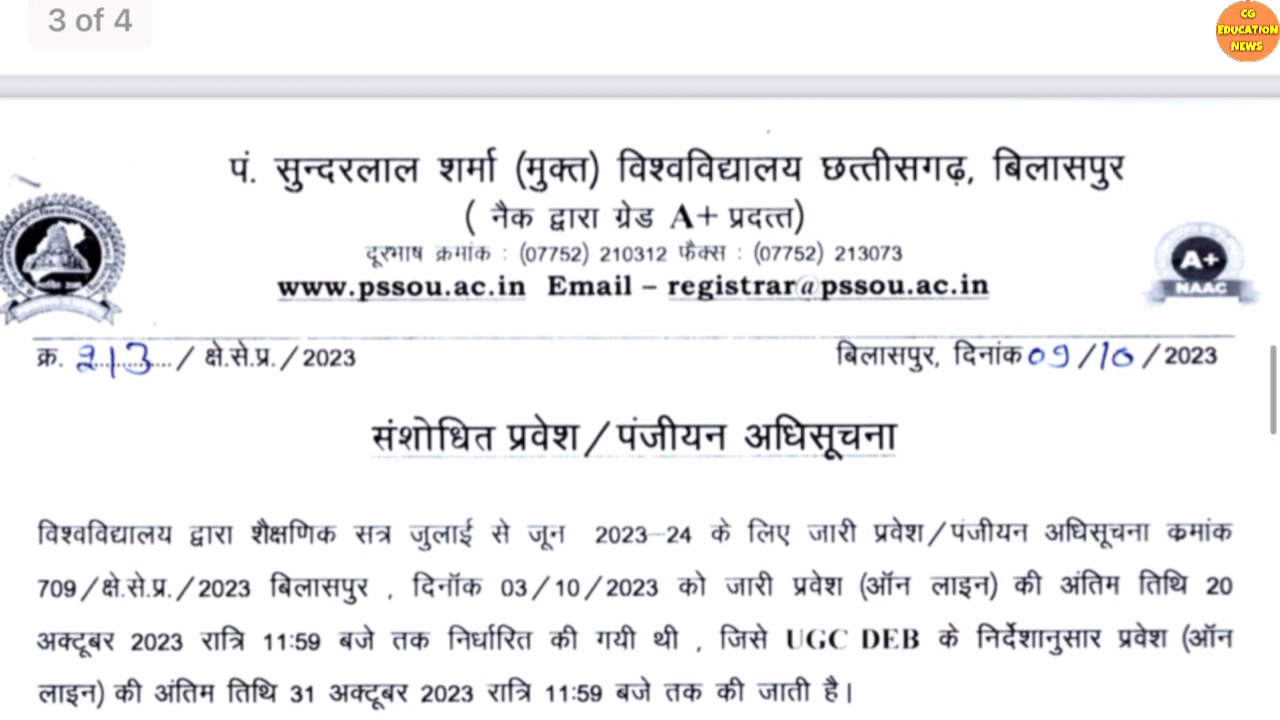 3 of 4
CG
EDUCATION
NEWS
पं. सुन्दरलाल शर्मा (मुक्त) विश्वविद्यालय छत्तीसगढ़, बिलासपुर
( नैक द्वारा ग्रेड A+ प्रदत्त)
दूरभाष क्रमांक : (07752) 210312 फैक्स : (07752) 213073
www.pssou.ac.in Email – registrar@pssou.ac.in
A+
NAAC
क्र. 213 / क्षे.से.प्र. / 2023
बिलासपुर, दिनांक 09 / 10 / 2023
संशोधित प्रवेश / पंजीयन अधिसूचना
विश्वविद्यालय द्वारा शैक्षणिक सत्र जुलाई से जून 2023–24 के लिए जारी प्रवेश / पंजीयन अधिसूचना कमांक
709 / क्षे.से.प्र. / 2023 बिलासपुर , दिनॉक 03 / 10 / 2023 को जारी प्रवेश (ऑन लाइन) की अंतिम तिथि 20
अक्टूबर 2023 रात्रि 11:59 बजे तक निर्धारित की गयी थी , जिसे UGC DEB के निर्देशानुसार प्रवेश (ऑन
लाइन) की अंतिम तिथि 31 अक्टूबर 2023 रात्रि 11:59 बजे तक की जाती है।